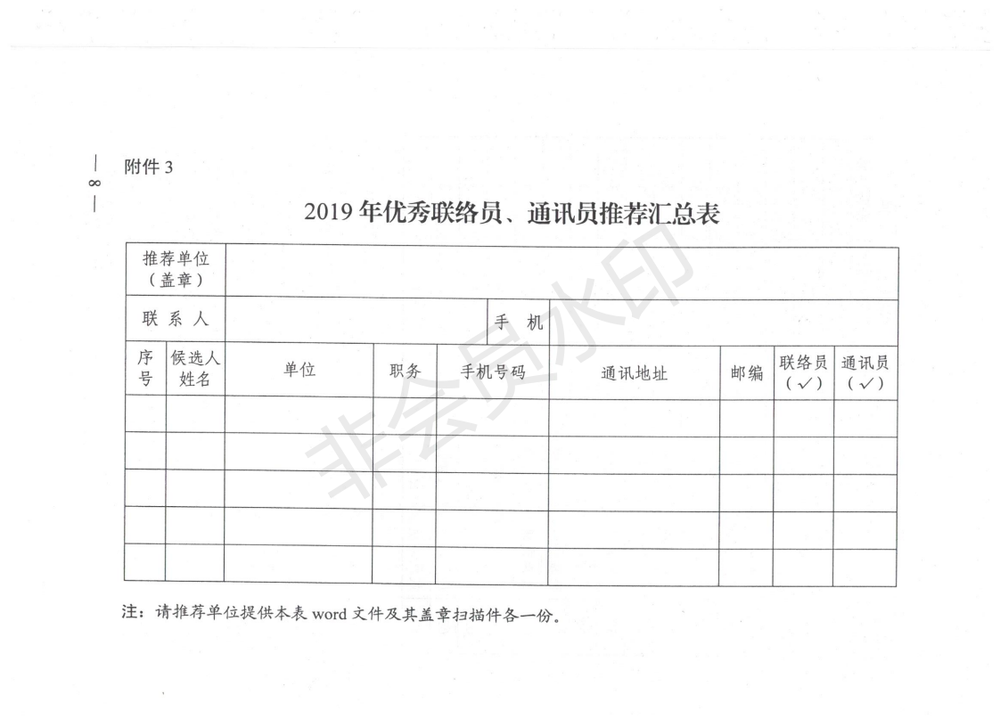 — 8 —
附件 3
2019 年优秀联络员、通讯员推荐汇总表
推荐单位
（盖章）
联 系 人
手 机
序
号
候选人
姓名
单位
职务
手机号码
通讯地址
邮编
联络员
（√）
通讯员
（√）
非会员水印
注：请推荐单位提供本表 word 文件及其盖章扫描件各一份。